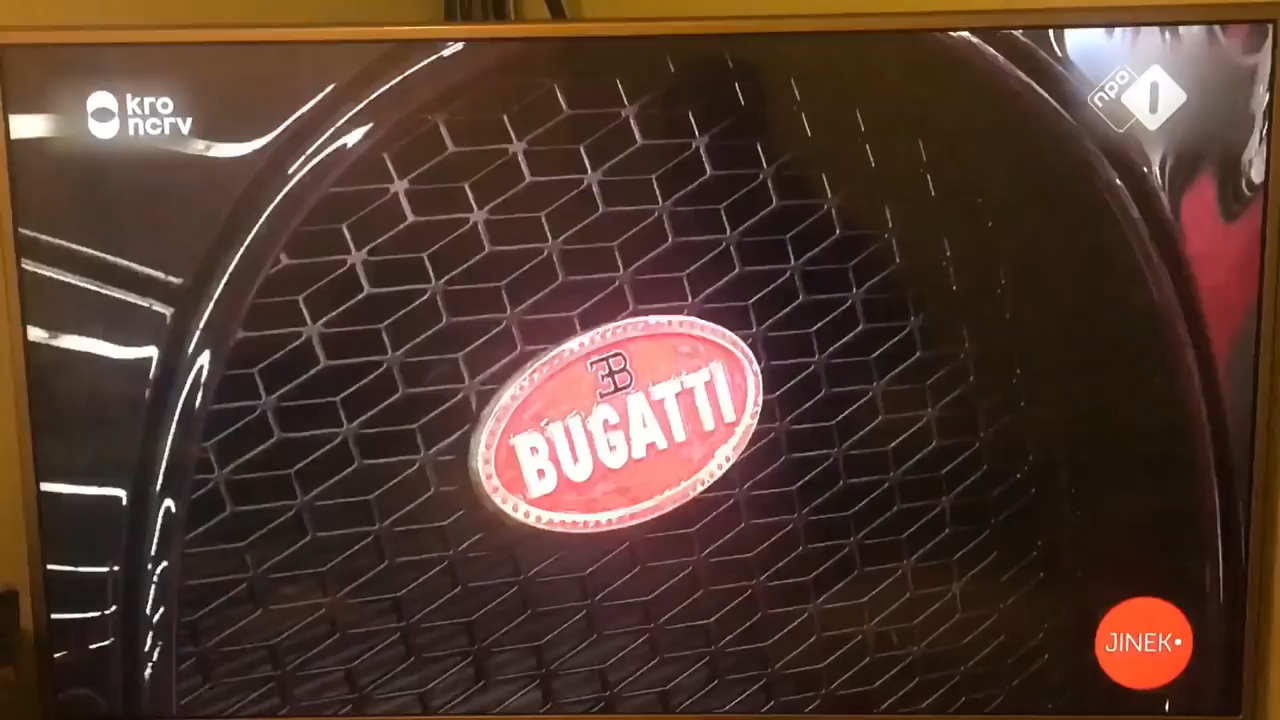 kro
ncrv
npo
1
EB
BUGATTI
JINEK•